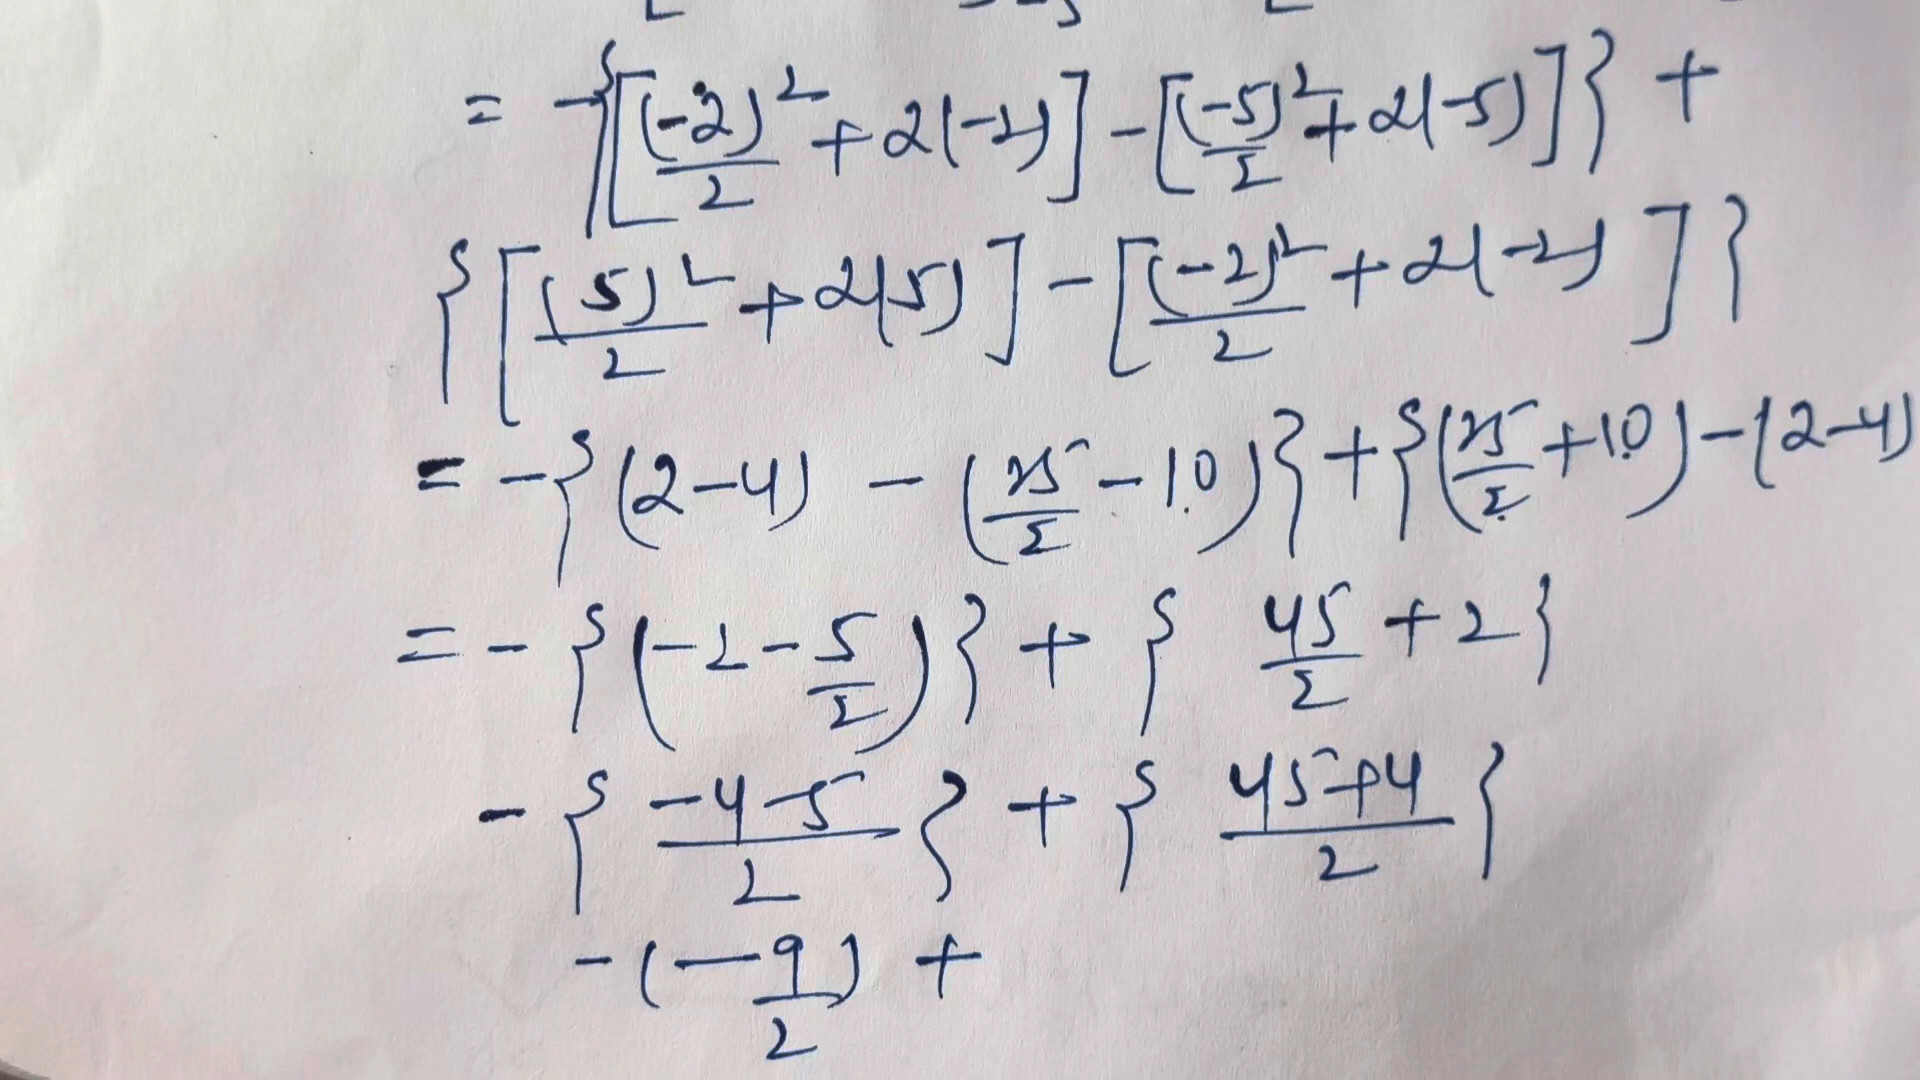 = -{[(-2)²/2 + 2(-2)] - [(-5)²/2 + 2(-5)]} +
{[(5)²/2 + 2(5)] - [(-2)²/2 + 2(-2)]}
= -{(2-4) - (25/2 - 10)} + {(25/2 + 10) - (2-4)
= -{(-2 - 5/2)} + {45/2 + 2}
-{-4-5/2} + {45+4/2}
-(-9/2) +